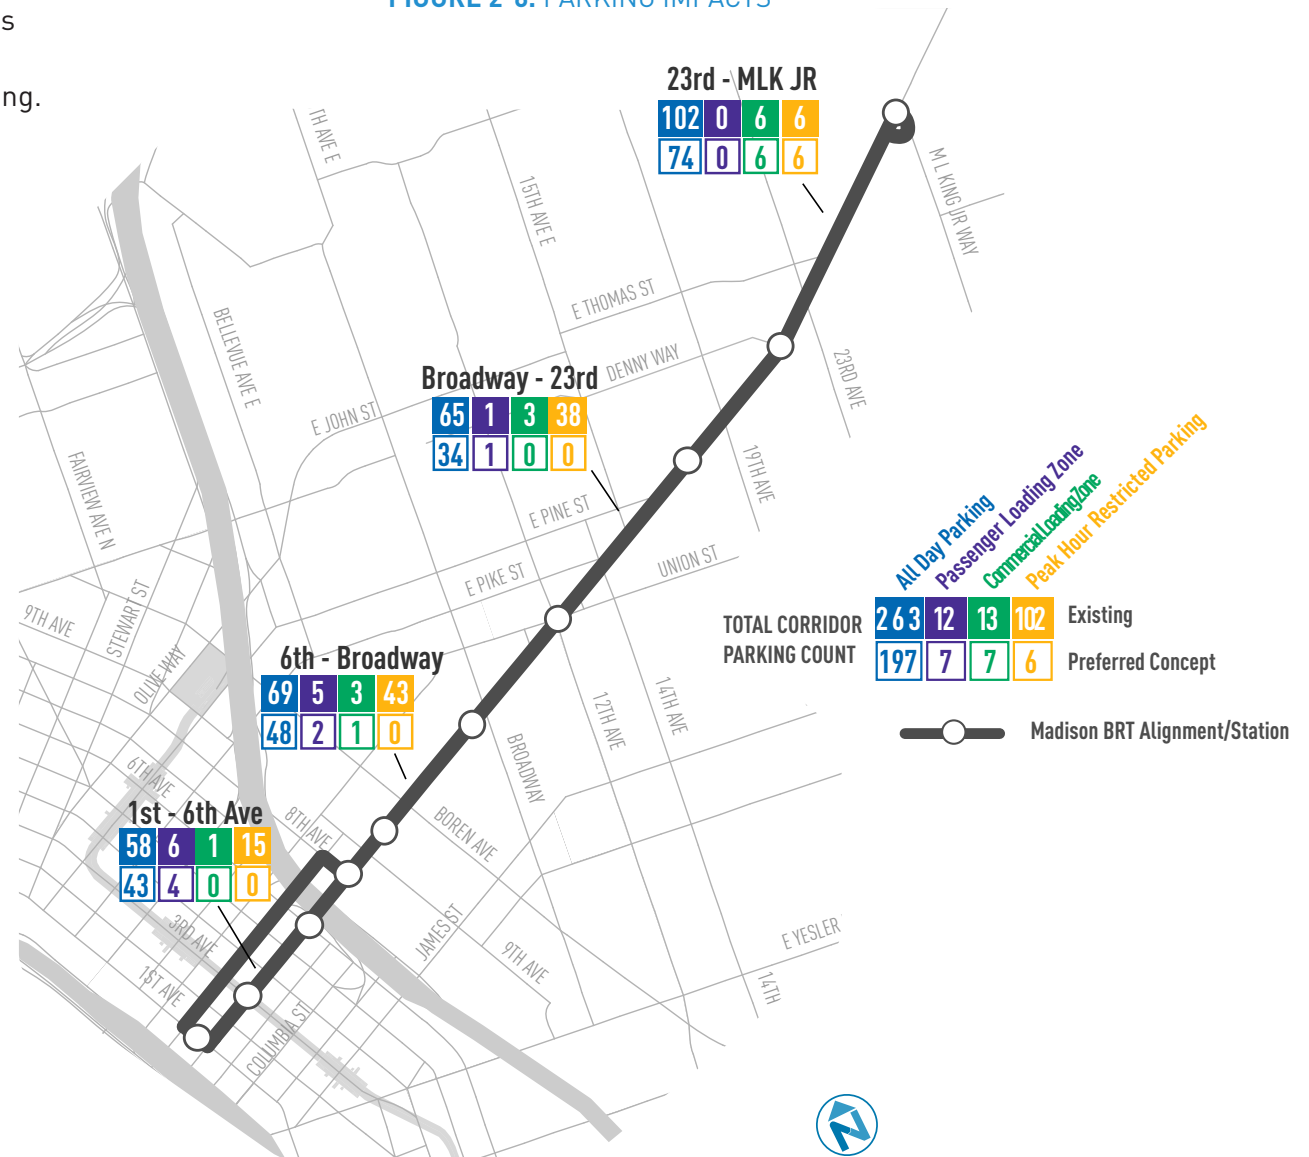 s
ng.
FIGURE 2-8: PARKING IMPACTS
23rd - MLK JR
102 0 6 6
74 0 6 6
TH AVE E
15TH AVE E
M L KING JR WAY
E THOMAS ST
BELLEVUE AVE E
DENNY WAY
23RD AVE
Broadway - 23rd
65 1 3 38
34 1 0 0
E JOHN ST
19TH AVE
FAIRVIEW AVE N
E PINE ST
UNION ST
E PIKE ST
All Day Parking
Passenger Loading Zone
Commercial Loading Zone
Peak Hour Restricted Parking
TOTAL CORRIDOR
PARKING COUNT
263 12 13 102 Existing
197 7 7 6 Preferred Concept
Madison BRT Alignment/Station
9TH AVE
STEWART ST
OLIVE WAY
6th - Broadway
69 5 3 43
48 2 1 0
12TH AVE
14TH AVE
BROADWAY
6TH AVE
1st - 6th Ave
58 6 1 15
43 4 0 0
8TH AVE
BOREN AVE
3RD AVE
JAMES ST
9TH AVE
E YESLER
1ST AVE
14TH
COLUMBIA ST
N